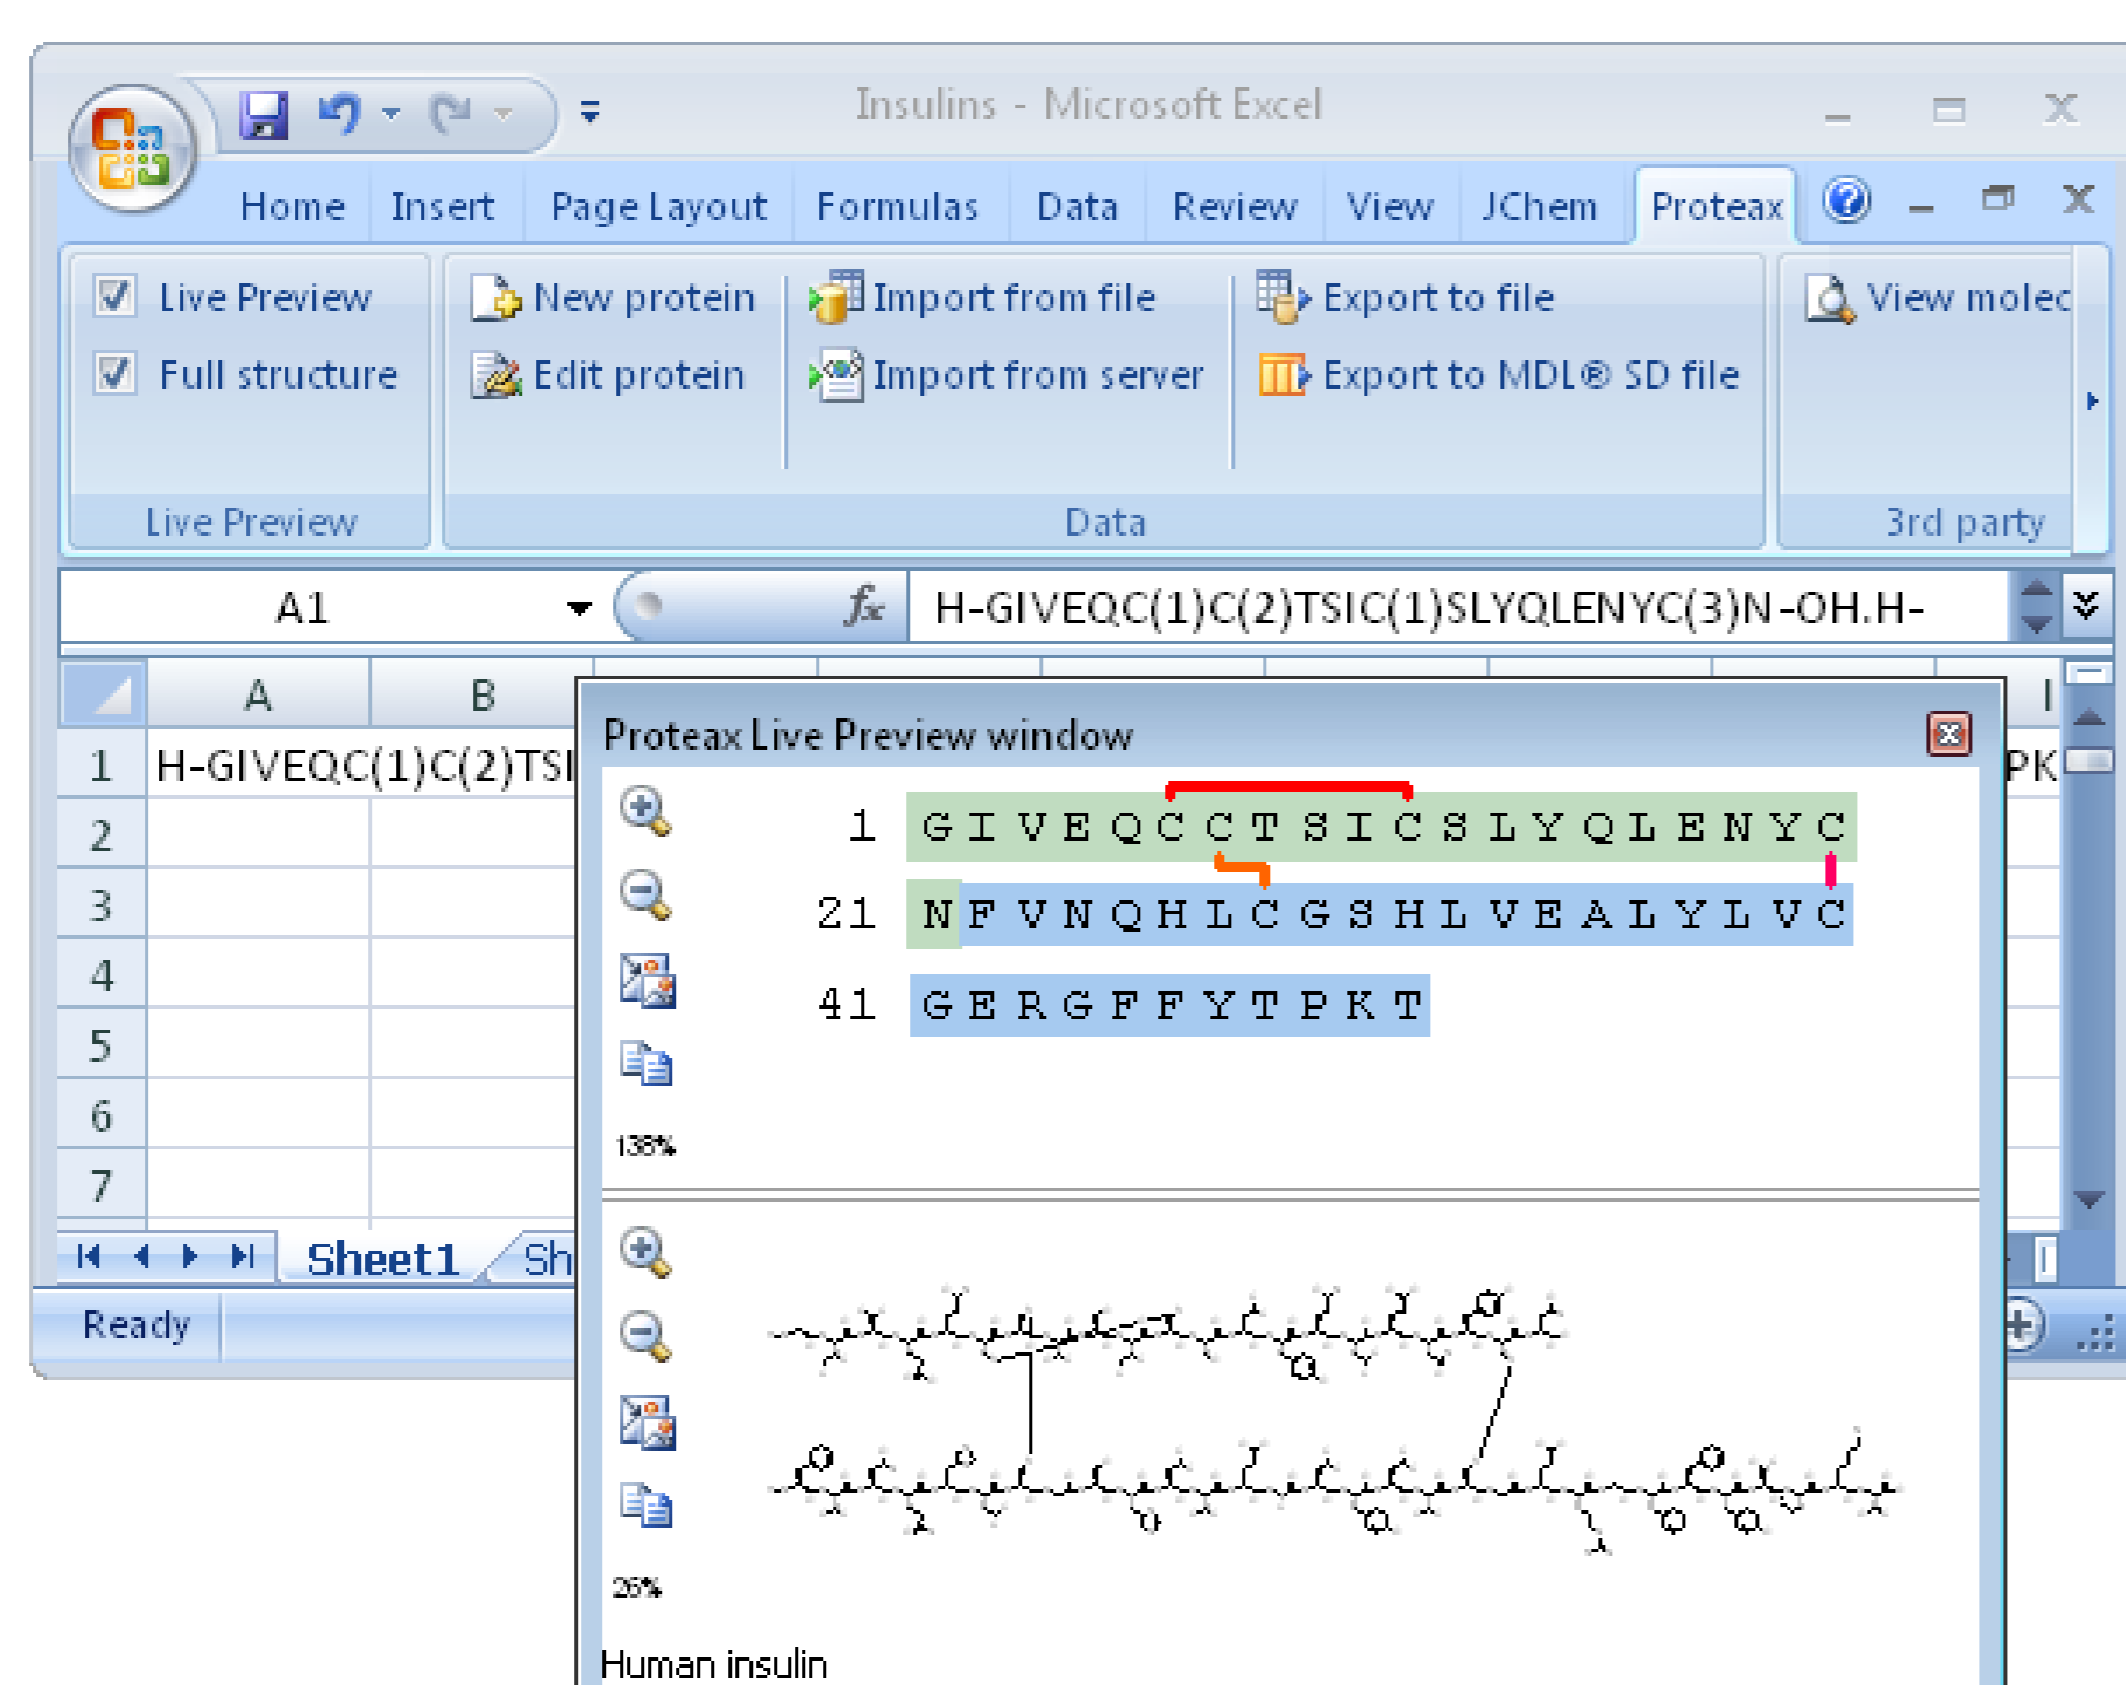 Insulins - Microsoft Excel
Home Insert Page Layout Formulas Data Review View JChem Proteax
Live Preview New protein Import from file Export to file View molec
Full structure Edit protein Import from server Export to MDL® SD file
Live Preview Data 3rd party
A1 fx H-GIVEQC(1)C(2)TSIC(1)SLYQLENYC(3)N-OH.H-
A B I
Proteax Live Preview window
1 H-GIVEQC(1)C(2)TSI PK
1 G I V E Q C C T S I C S L Y Q L E N Y C
2
3
21 N F V N Q H L C G S H L V E A L Y L V C
4
41 G E R G F F Y T P K T
5
6
138%
7
Sheet1 Sh
Ready
26%
Human insulin